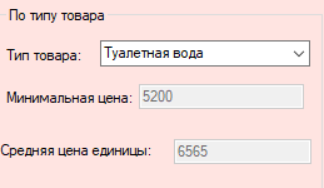 По типу товара
Тип товара: Туалетная вода
Минимальная цена: 5200
Средняя цена единицы: 6565